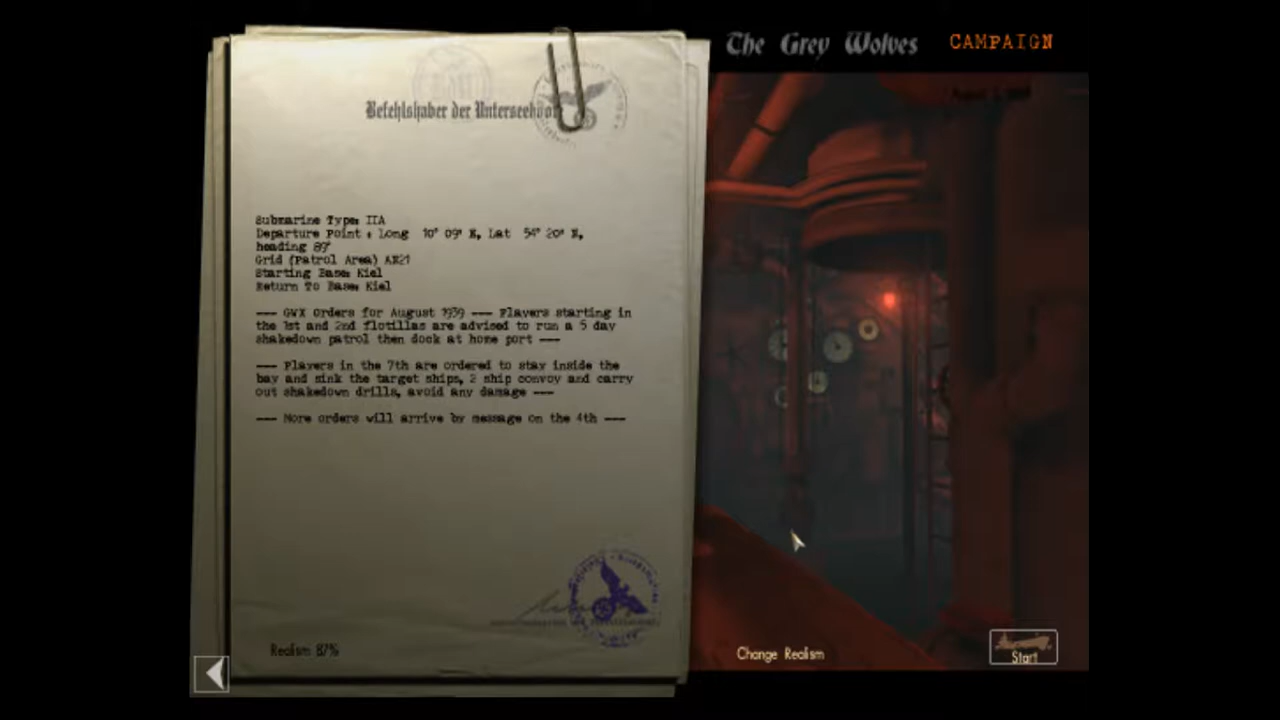 The Grey Wolves
CAMPAIGN
Befehlshaber der Unterseeboot
Submarine Type: IIA
Departure Point : Long 10° 09' E, Lat 54° 20' N,
heading 89°
Grid (Patrol Area) AN21
Starting Base: Kiel
Return To Base: Kiel
--- GWX Orders for August 1939 --- Players starting in
the 1st and 2nd flotillas are advised to run a 5 day
shakedown patrol then dock at home port ---
--- Players in the 7th are ordered to stay inside the
bay and sink the target ships, 2 ship convoy and carry
out shakedown drills, avoid any damage ---
--- More orders will arrive by message on the 4th ---
Realism 87%
Change Realism
Start